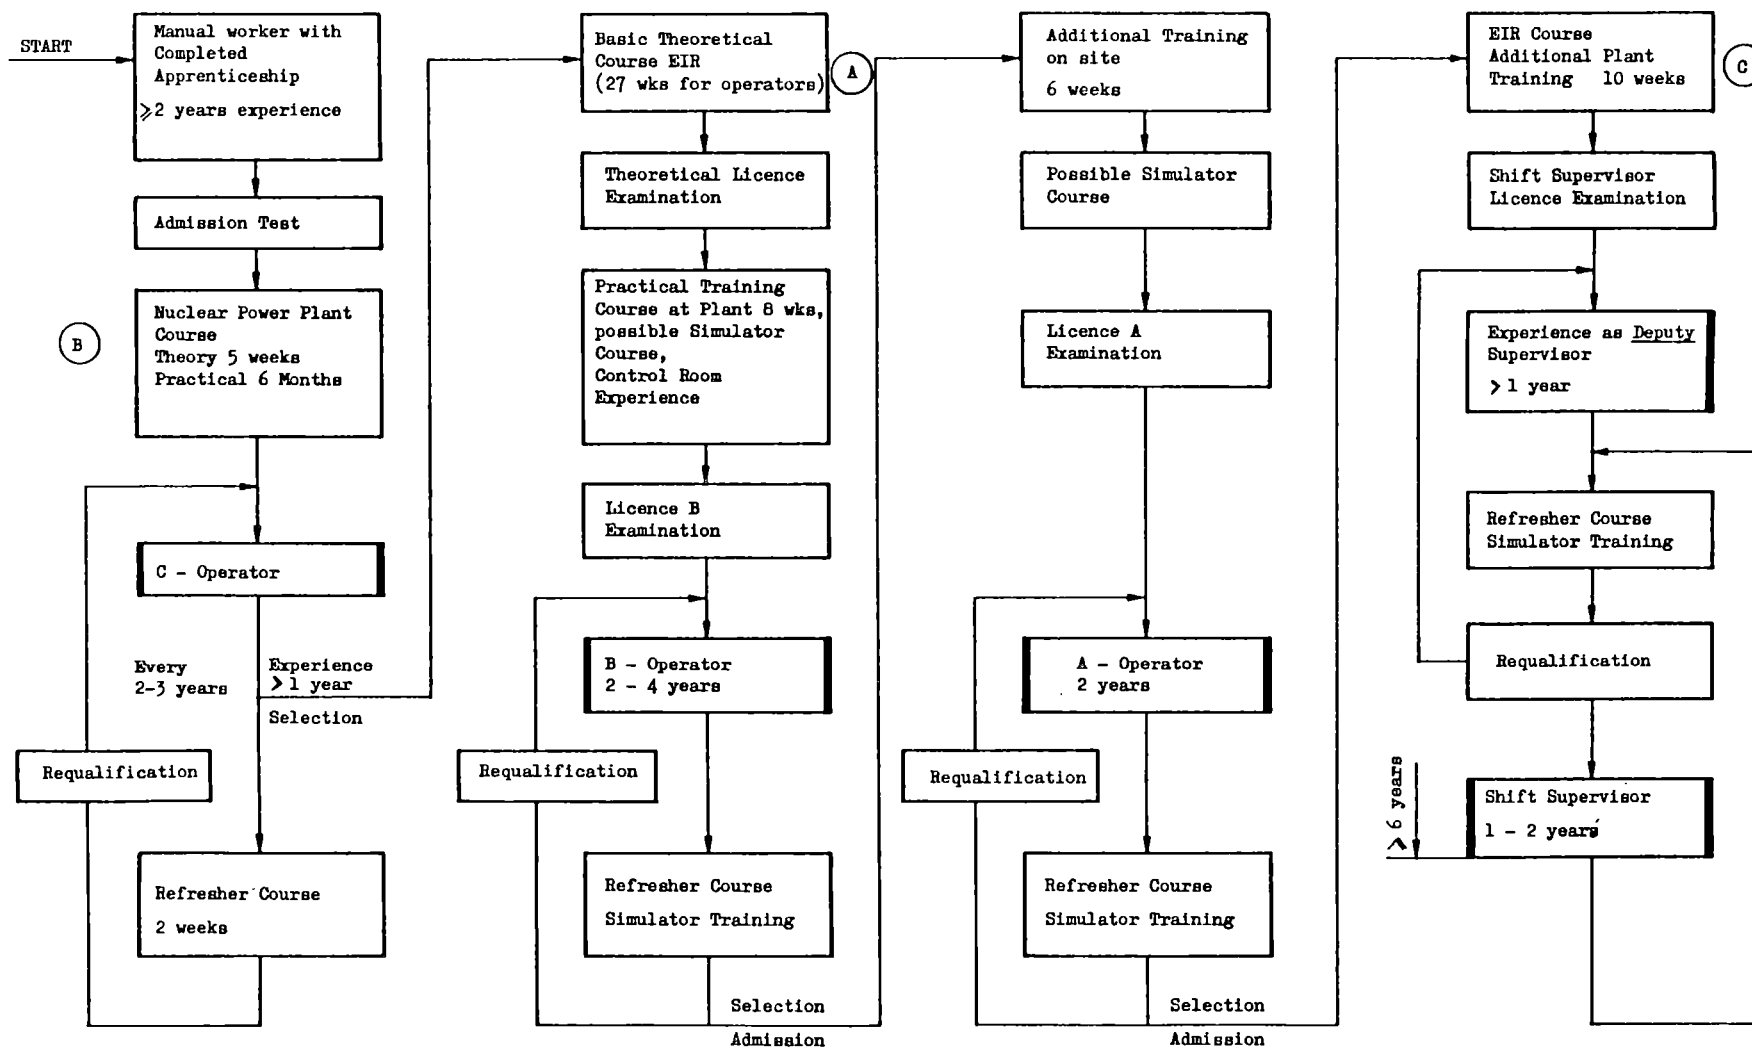 START
Manual worker with
Completed
Apprenticeship
⩾2 years experience
Admission Test
B
Nuclear Power Plant
Course
Theory 5 weeks
Practical 6 Months
C - Operator
Every
2-3 years
Experience
> 1 year
Selection
Requalification
Refresher Course
2 weeks
Basic Theoretical
Course EIR
(27 wks for operators)
A
Theoretical Licence
Examination
Practical Training
Course at Plant 8 wks,
possible Simulator
Course,
Control Room
Experience
Licence B
Examination
B - Operator
2 - 4 years
Requalification
Refresher Course
Simulator Training
Selection
Admission
Additional Training
on site
6 weeks
Possible Simulator
Course
Licence A
Examination
A - Operator
2 years
Requalification
Refresher Course
Simulator Training
Selection
Admission
EIR Course
Additional Plant
Training 10 weeks
C
Shift Supervisor
Licence Examination
Experience as Deputy
Supervisor
> 1 year
Refresher Course
Simulator Training
Requalification
> 6 years
Shift Supervisor
1 - 2 years